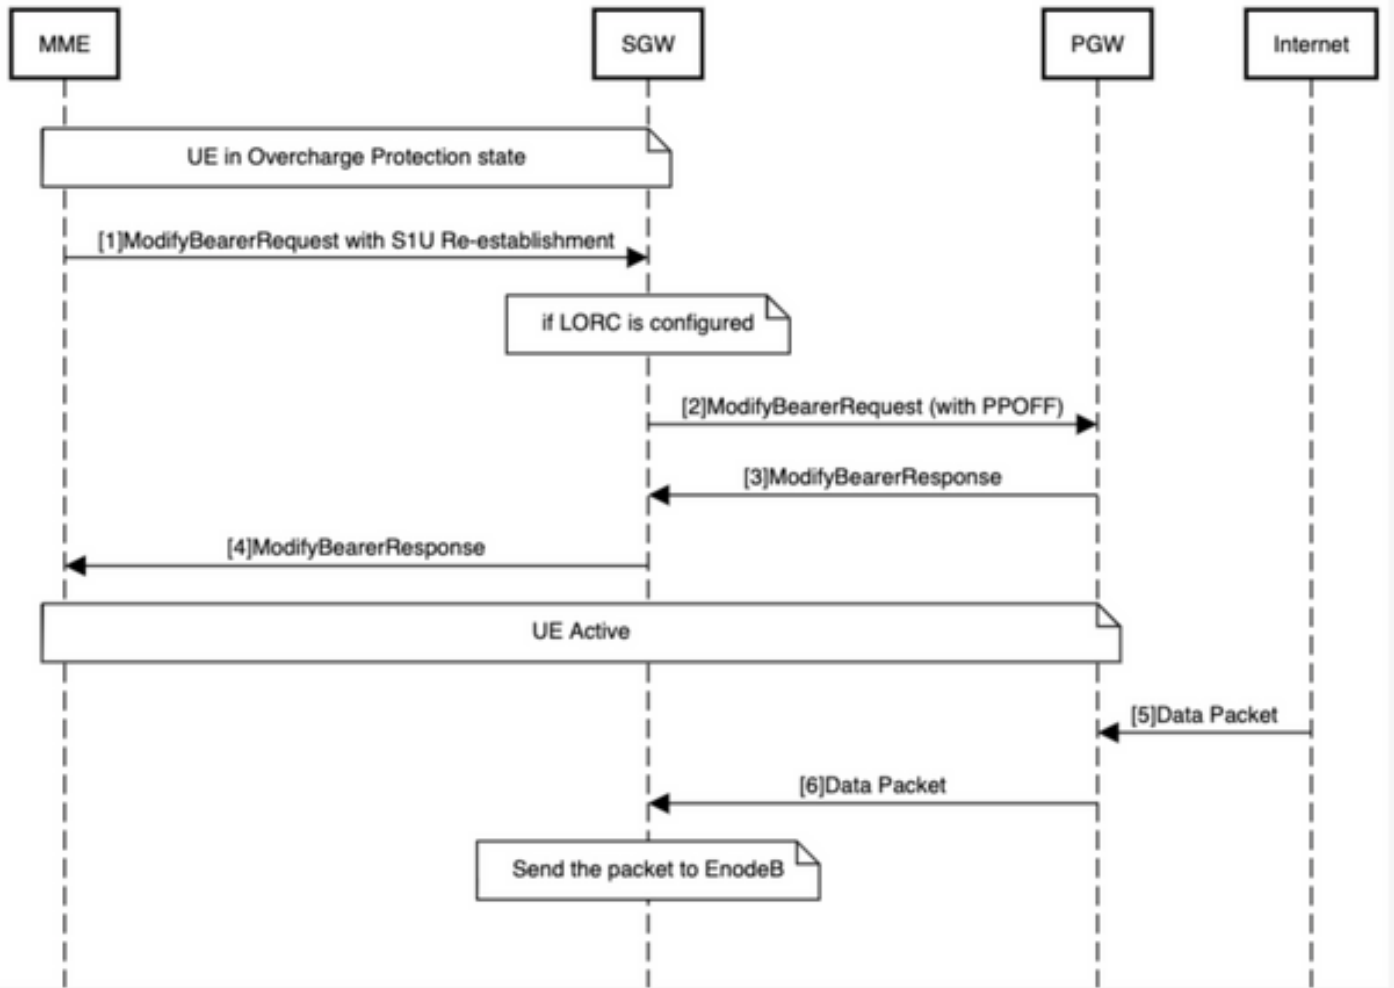 MME
SGW
PGW
Internet
UE in Overcharge Protection state
[1]ModifyBearerRequest with S1U Re-establishment
if LORC is configured
[2]ModifyBearerRequest (with PPOFF)
[3]ModifyBearerResponse
[4]ModifyBearerResponse
UE Active
[5]Data Packet
[6]Data Packet
Send the packet to EnodeB